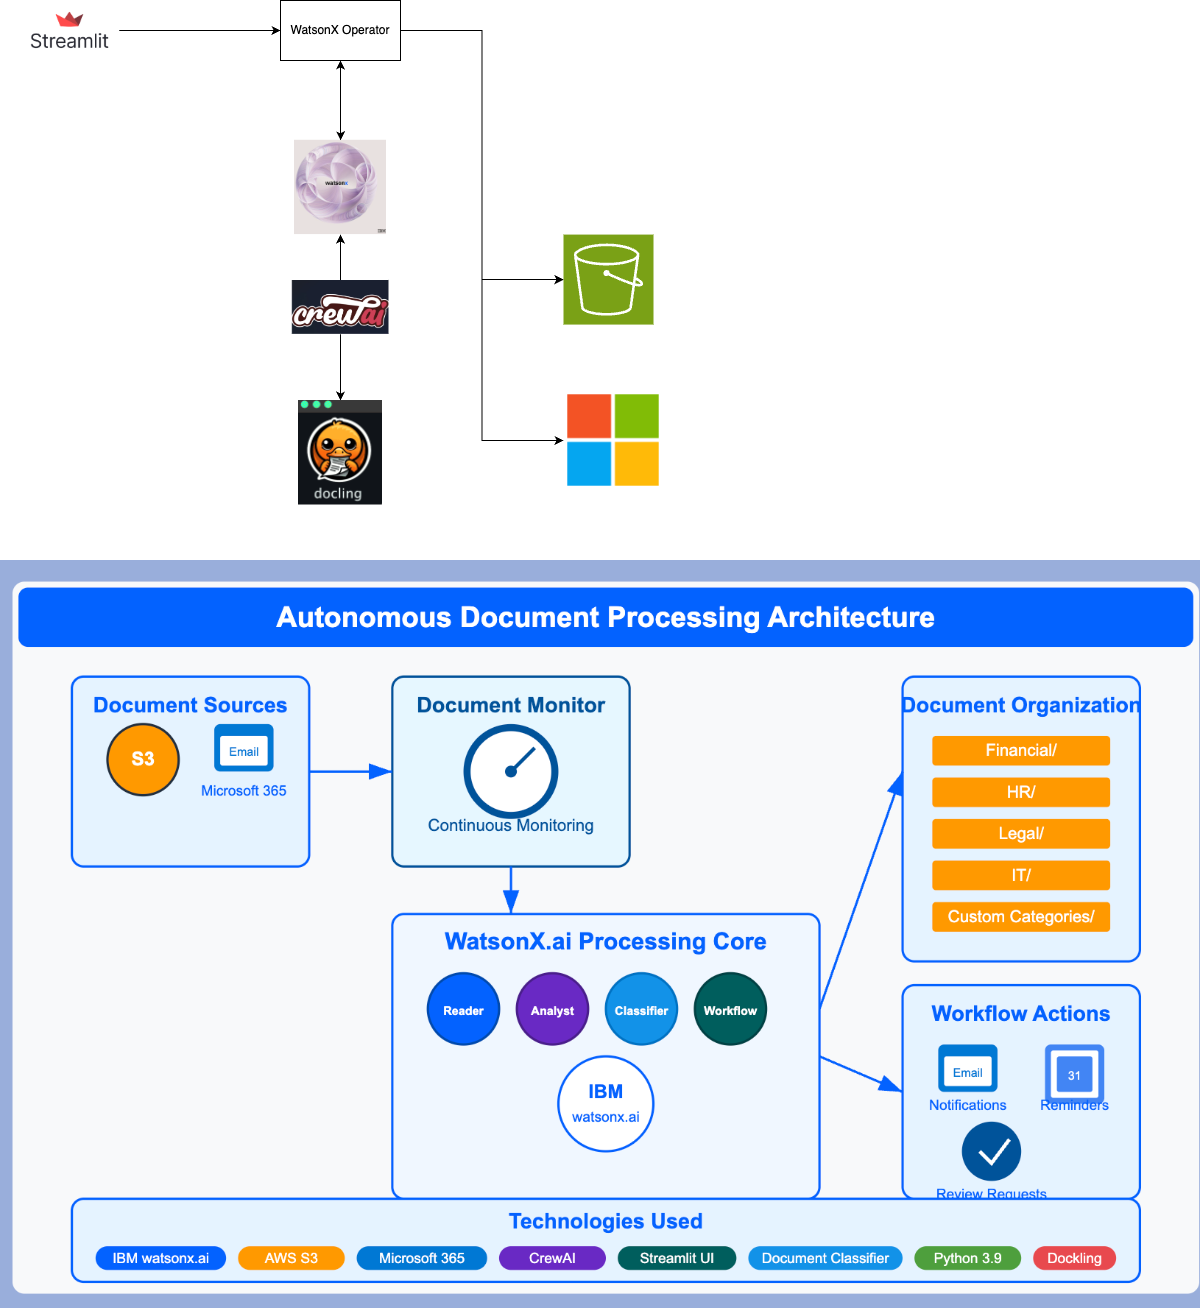 Streamlit
WatsonX Operator
watsonx
IBM
crewai
docling
Autonomous Document Processing Architecture
Document Sources
S3
Email
Microsoft 365
Document Monitor
Continuous Monitoring
Document Organization
Financial/
HR/
Legal/
IT/
Custom Categories/
WatsonX.ai Processing Core
Reader
Analyst
Classifier
Workflow
IBM
watsonx.ai
Workflow Actions
Email
Notifications
31
Reminders
Review Requests
Technologies Used
IBM watsonx.ai
AWS S3
Microsoft 365
CrewAI
Streamlit UI
Document Classifier
Python 3.9
Dockling